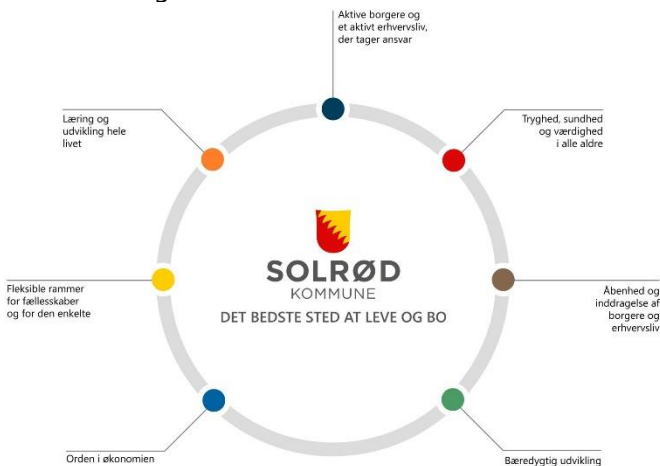 Aktive borgere og
et aktivt erhvervsliv,
der tager ansvar
Læring og
udvikling hele
livet
Tryghed, sundhed
og værdighed
i alle aldre
SOLRØD
KOMMUNE
DET BEDSTE STED AT LEVE OG BO
Fleksible rammer
for fællesskaber
og for den enkelte
Åbenhed og
inddragelse af
borgere og
erhvervsliv
Orden i økonomien
Bæredygtig udvikling